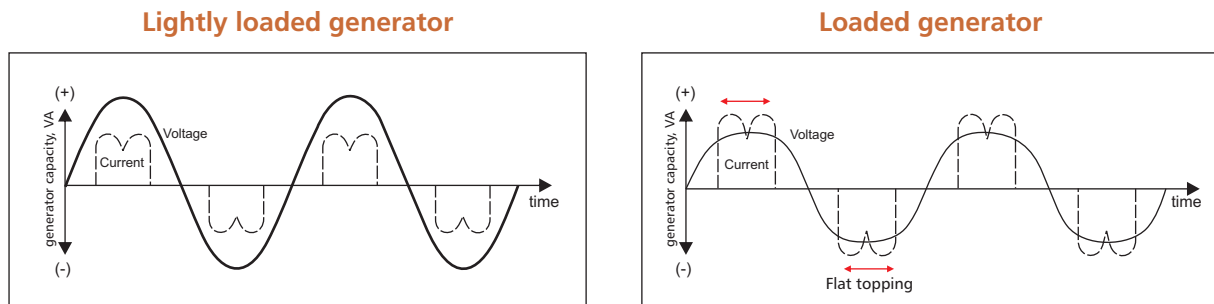 Lightly loaded generator
(+)
generator capacity, VA
(-)
Voltage
Current
time
Loaded generator
(+)
generator capacity, VA
(-)
Voltage
Current
time
Flat topping